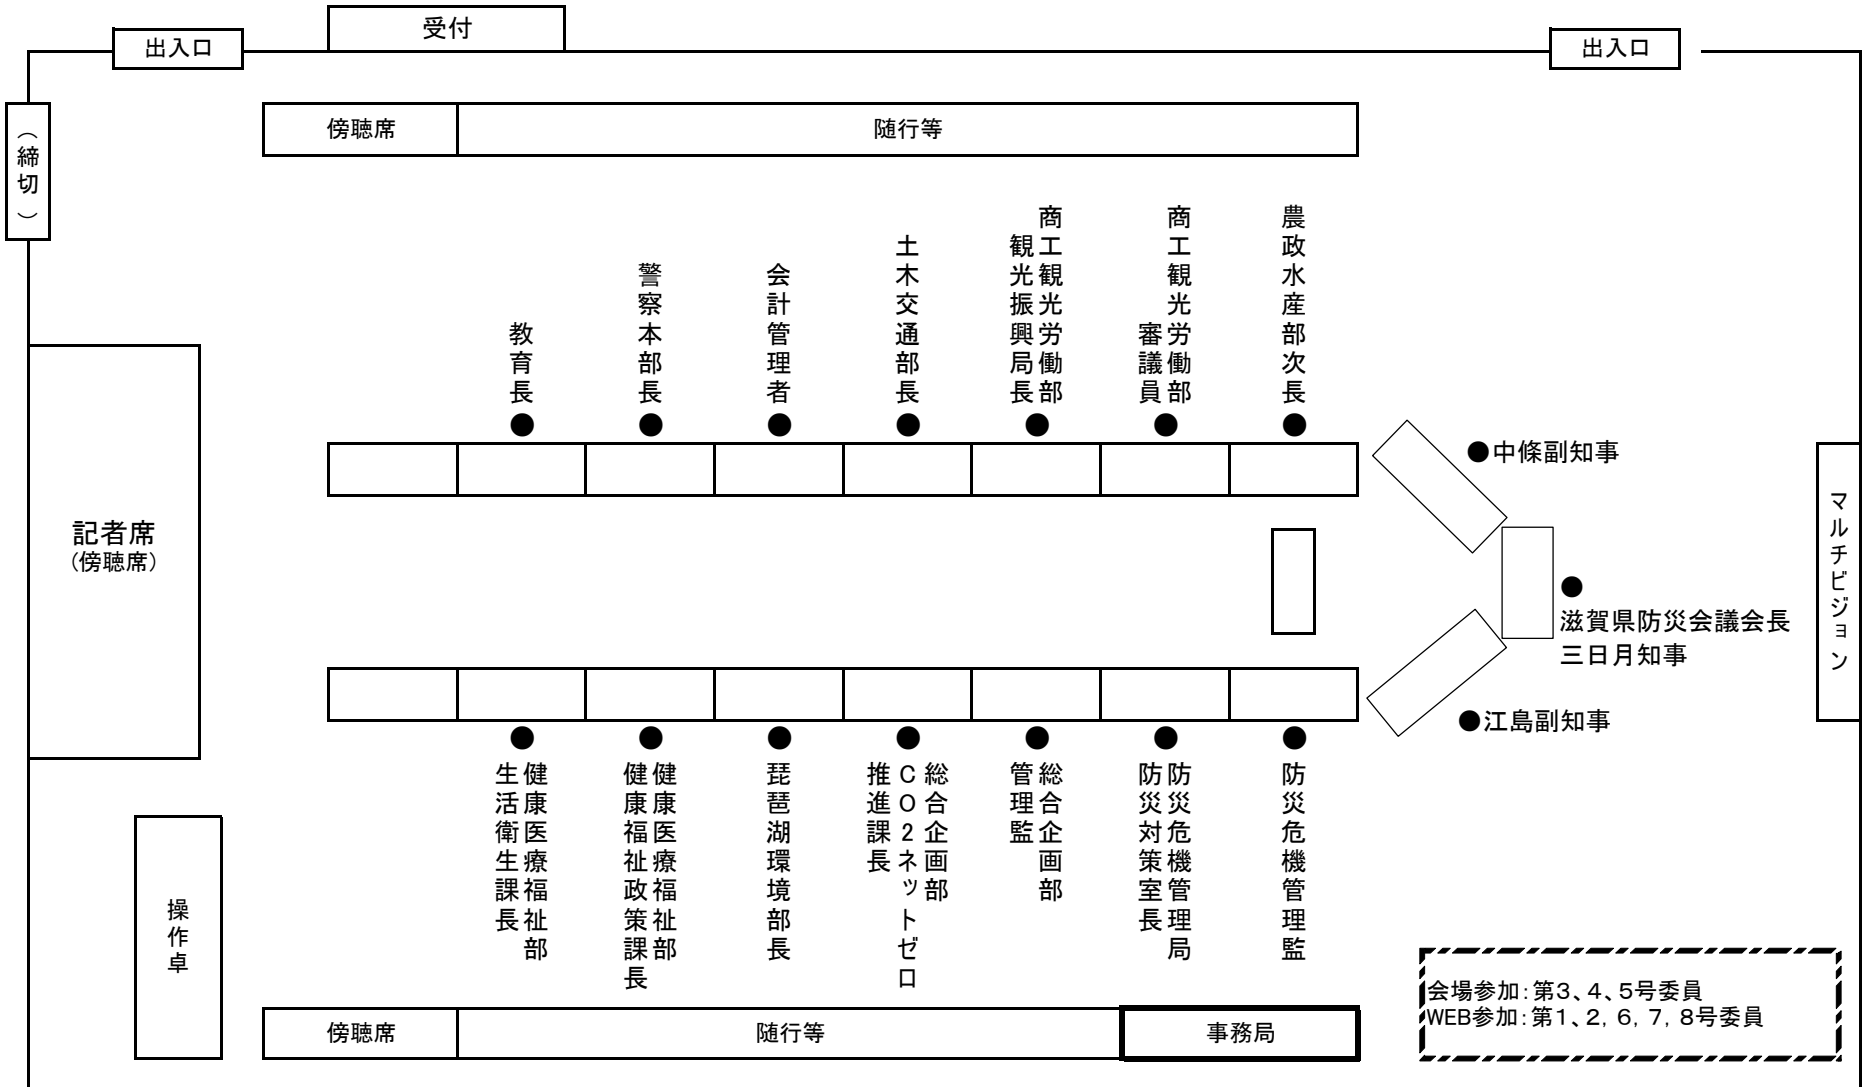 受付
出入口
出入口
（締切）
傍聴席
随行等
教育長
警察本部長
会計管理者
土木交通部長
商工観光労働部
観光振興局長
商工観光労働部
審議員
農政水産部次長
●中條副知事
記者席
（傍聴席）
マルチビジョン
滋賀県防災会議会長
三日月知事
●江島副知事
健康医療福祉部
生活衛生課長
健康医療福祉部
健康福祉政策課長
琵琶湖環境部長
総合企画部
CO2ネットゼロ
推進課長
総合企画部
管理監
防災危機管理局
防災対策室長
防災危機管理監
操作卓
会場参加：第3、4、5号委員
WEB参加：第1、2，6，7，8号委員
傍聴席
随行等
事務局